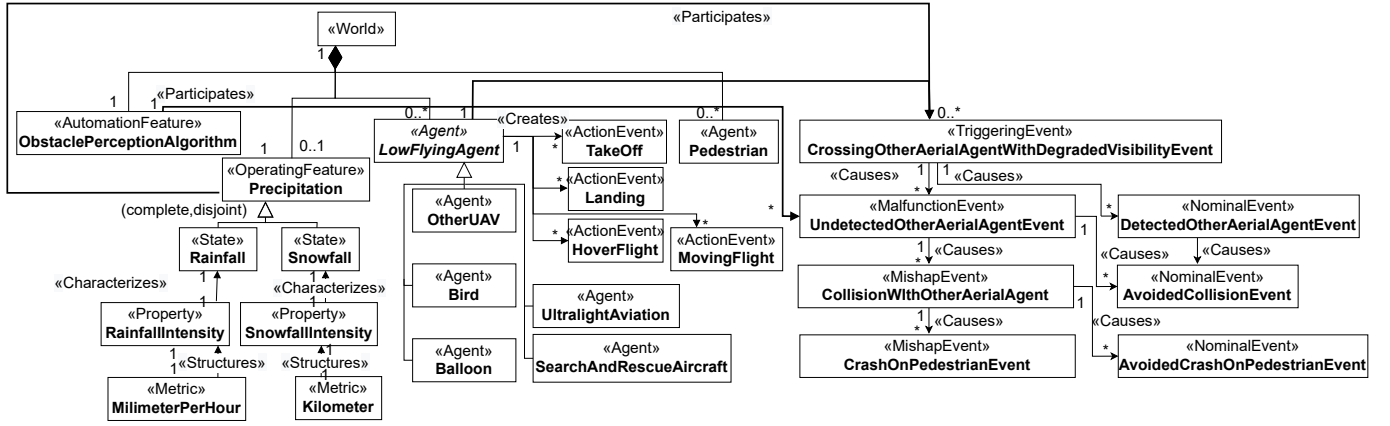 «Participates»
«World»
1
1
1
«Participates»
0..*
1
«Creates»
0..*
0..*
«AutomationFeature»
ObstaclePerceptionAlgorithm
«Agent»
LowFlyingAgent
1
«ActionEvent»
TakeOff
*
«Agent»
Pedestrian
«TriggeringEvent»
CrossingOtherAerialAgentWithDegradedVisibilityEvent
1
0..1
«OperatingFeature»
Precipitation
«Causes»
1
1
«Causes»
*
*
*
«ActionEvent»
Landing
*
(complete,disjoint)
«Agent»
OtherUAV
«MalfunctionEvent»
UndetectedOtherAerialAgentEvent
«NominalEvent»
DetectedOtherAerialAgentEvent
«State»
Rainfall
«State»
Snowfall
«ActionEvent»
HoverFlight
*
*
«ActionEvent»
MovingFlight
1
1
«Causes»
«Causes»
*
1
1
«Characterizes»
«Characterizes»
1
1
«Agent»
Bird
«MishapEvent»
CollisionWIthOtherAerialAgent
*
«NominalEvent»
AvoidedCollisionEvent
«Property»
RainfallIntensity
«Property»
SnowfallIntensity
«Agent»
UltralightAviation
1
1
«Causes»
«Causes»
*
1
1
«Structures»
«Structures»
1
1
«Agent»
Balloon
«Agent»
SearchAndRescueAircraft
«MishapEvent»
CrashOnPedestrianEvent
*
«NominalEvent»
AvoidedCrashOnPedestrianEvent
«Metric»
MilimeterPerHour
«Metric»
Kilometer